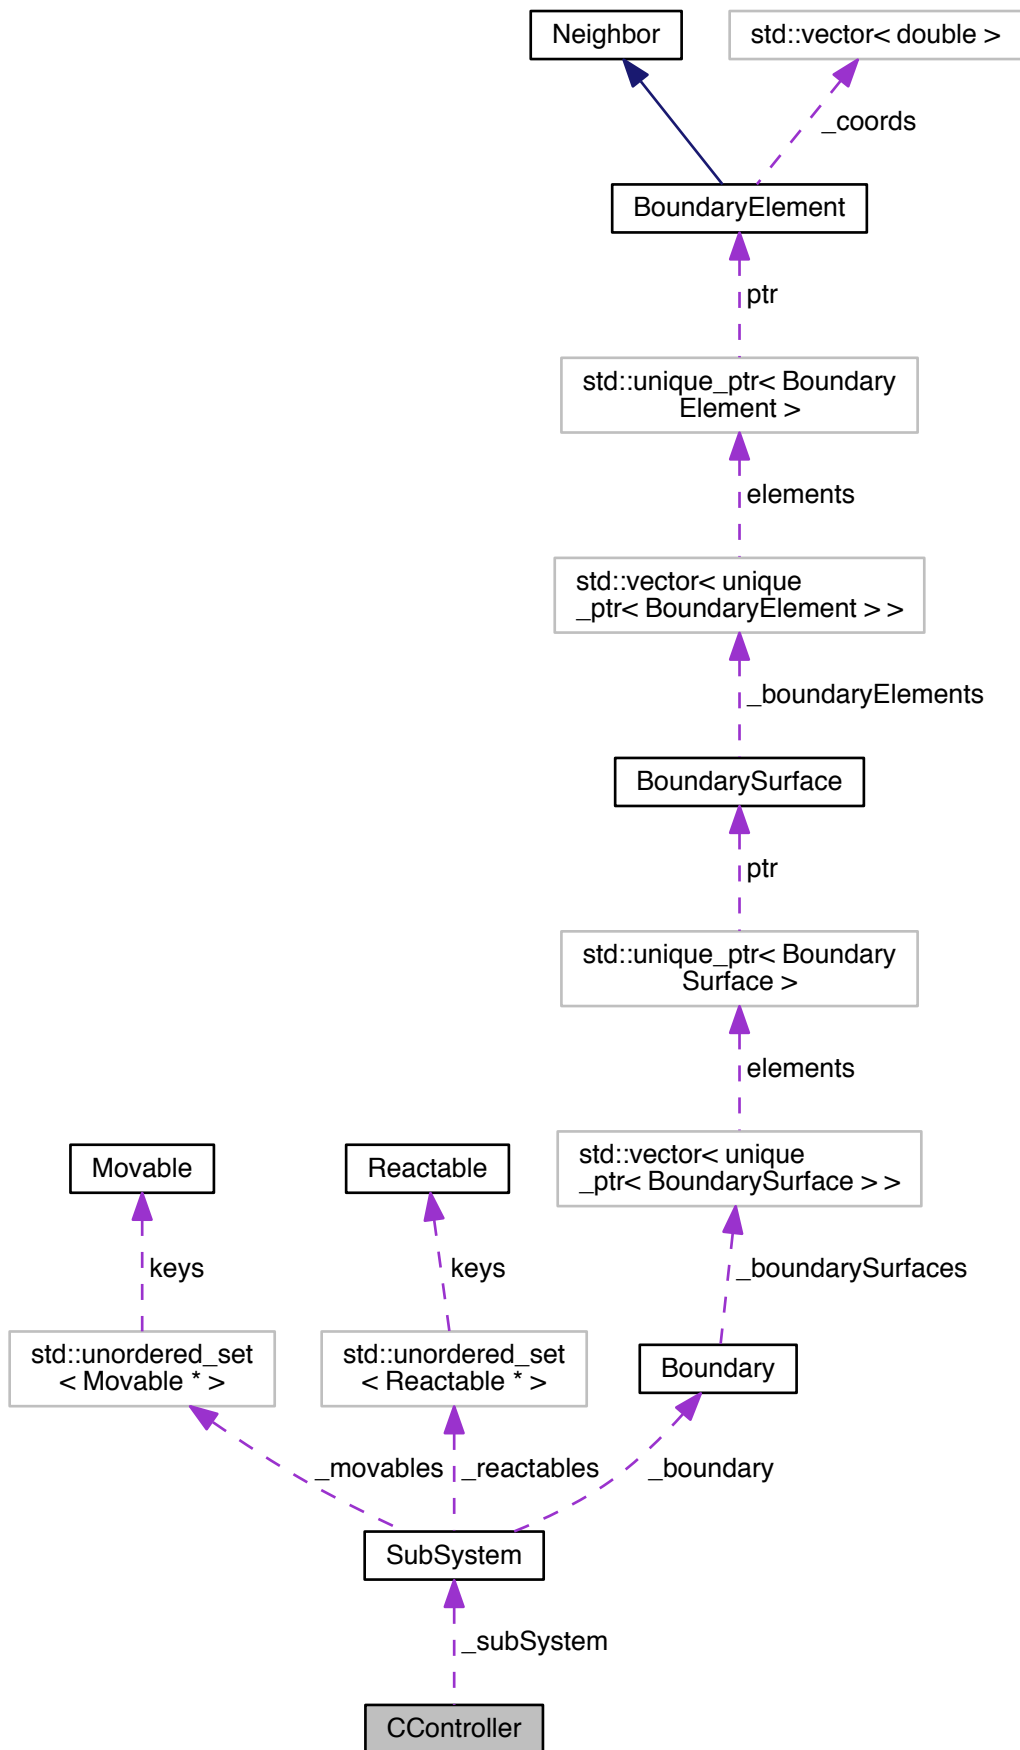 Neighbor
std::vector< double >
_coords
BoundaryElement
ptr
std::unique_ptr< Boundary
Element >
elements
std::vector< unique
_ptr< BoundaryElement > >
_boundaryElements
BoundarySurface
ptr
std::unique_ptr< Boundary
Surface >
elements
Movable
Reactable
std::vector< unique
_ptr< BoundarySurface > >
keys
keys
_boundarySurfaces
std::unordered_set
< Movable * >
std::unordered_set
< Reactable * >
Boundary
_movables
_reactables
_boundary
SubSystem
_subSystem
CController